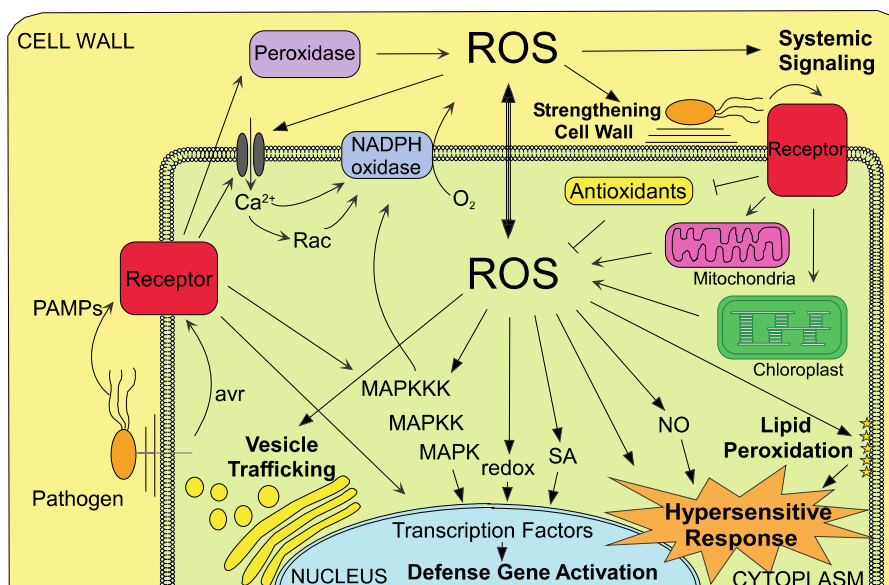 CELL WALL
Peroxidase
ROS
Systemic
Signaling
Strengthening
Cell Wall
NADPH
oxidase
Receptor
Ca2+
O2
Antioxidants
Rac
Receptor
ROS
Mitochondria
PAMPs
Chloroplast
avr
MAPKKK
MAPKK
MAPK
redox
SA
NO
Lipid
Peroxidation
Vesicle
Trafficking
Pathogen
Hypersensitive
Response
Transcription Factors
NUCLEUS
Defense Gene Activation
CYTOPLASM